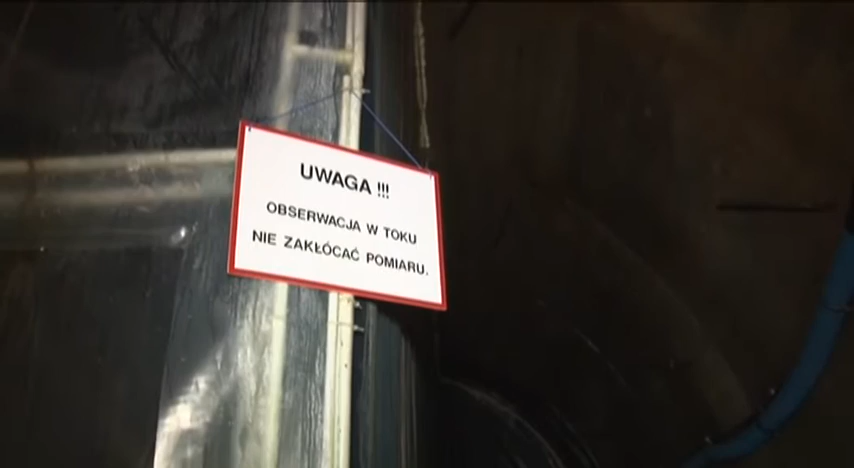 UWAGA !!!
OBSERWACJA W TOKU
NIE ZAKŁÓCAĆ POMIARU.